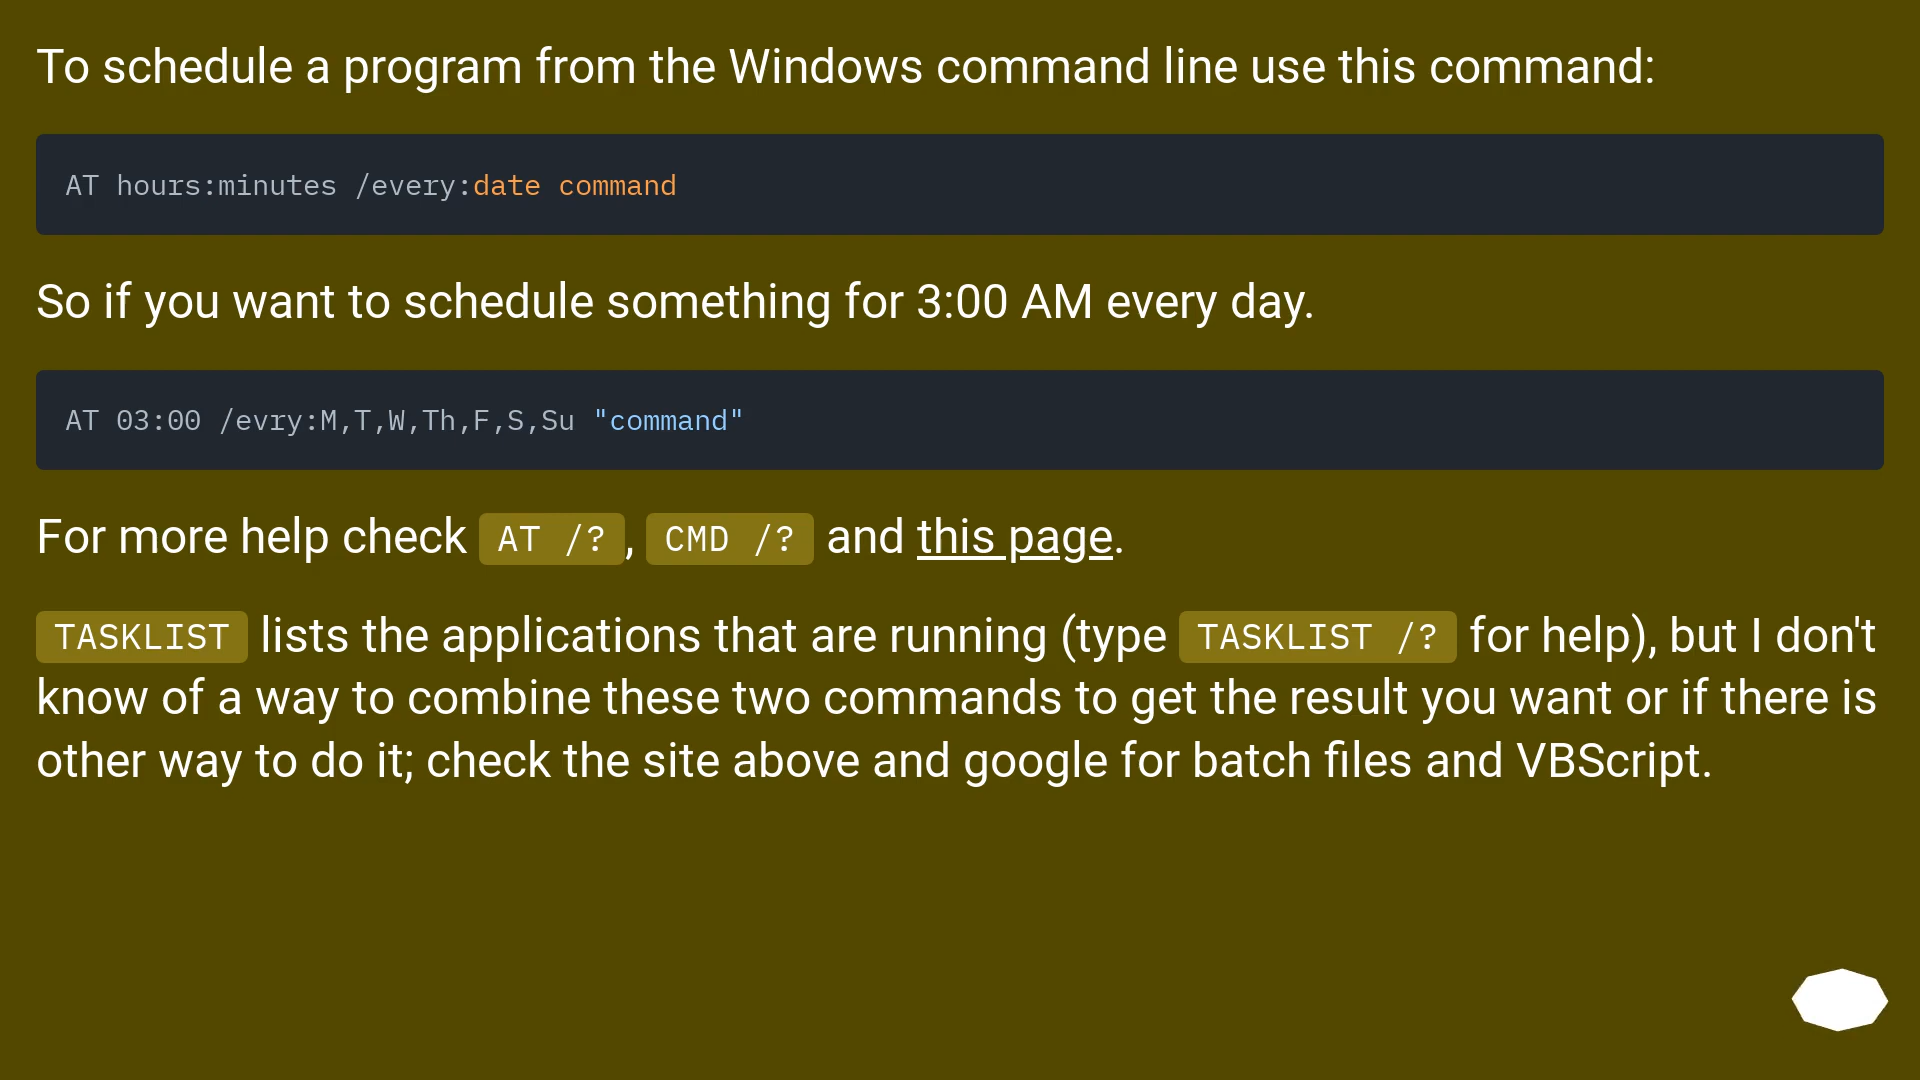 To schedule a program from the Windows command line use this command:
AT hours:minutes /every:date command
So if you want to schedule something for 3:00 AM every day.
AT 03:00 /evry:M,T,W,Th,F,S,Su "command"
For more help check AT /?, CMD /? and this page.
TASKLIST lists the applications that are running (type TASKLIST /? for help), but I don't
know of a way to combine these two commands to get the result you want or if there is
other way to do it; check the site above and google for batch files and VBScript.